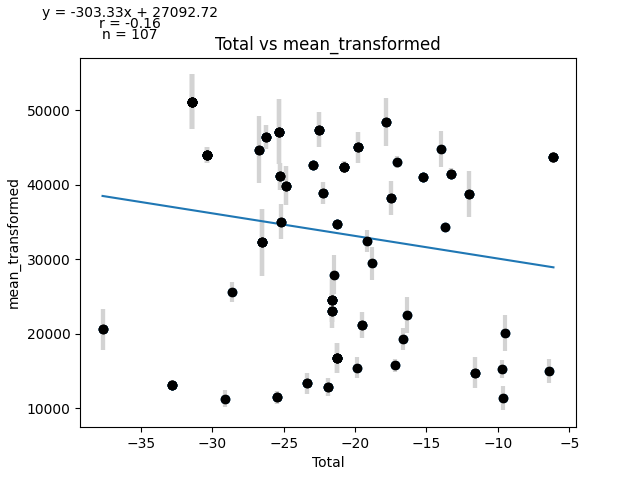 y = -303.33x + 27092.72
r = -0.16
n = 107
Total vs mean_transformed
50000
40000
30000
20000
10000
mean_transformed
−35
−30
−25
−20
−15
−10
−5
Total